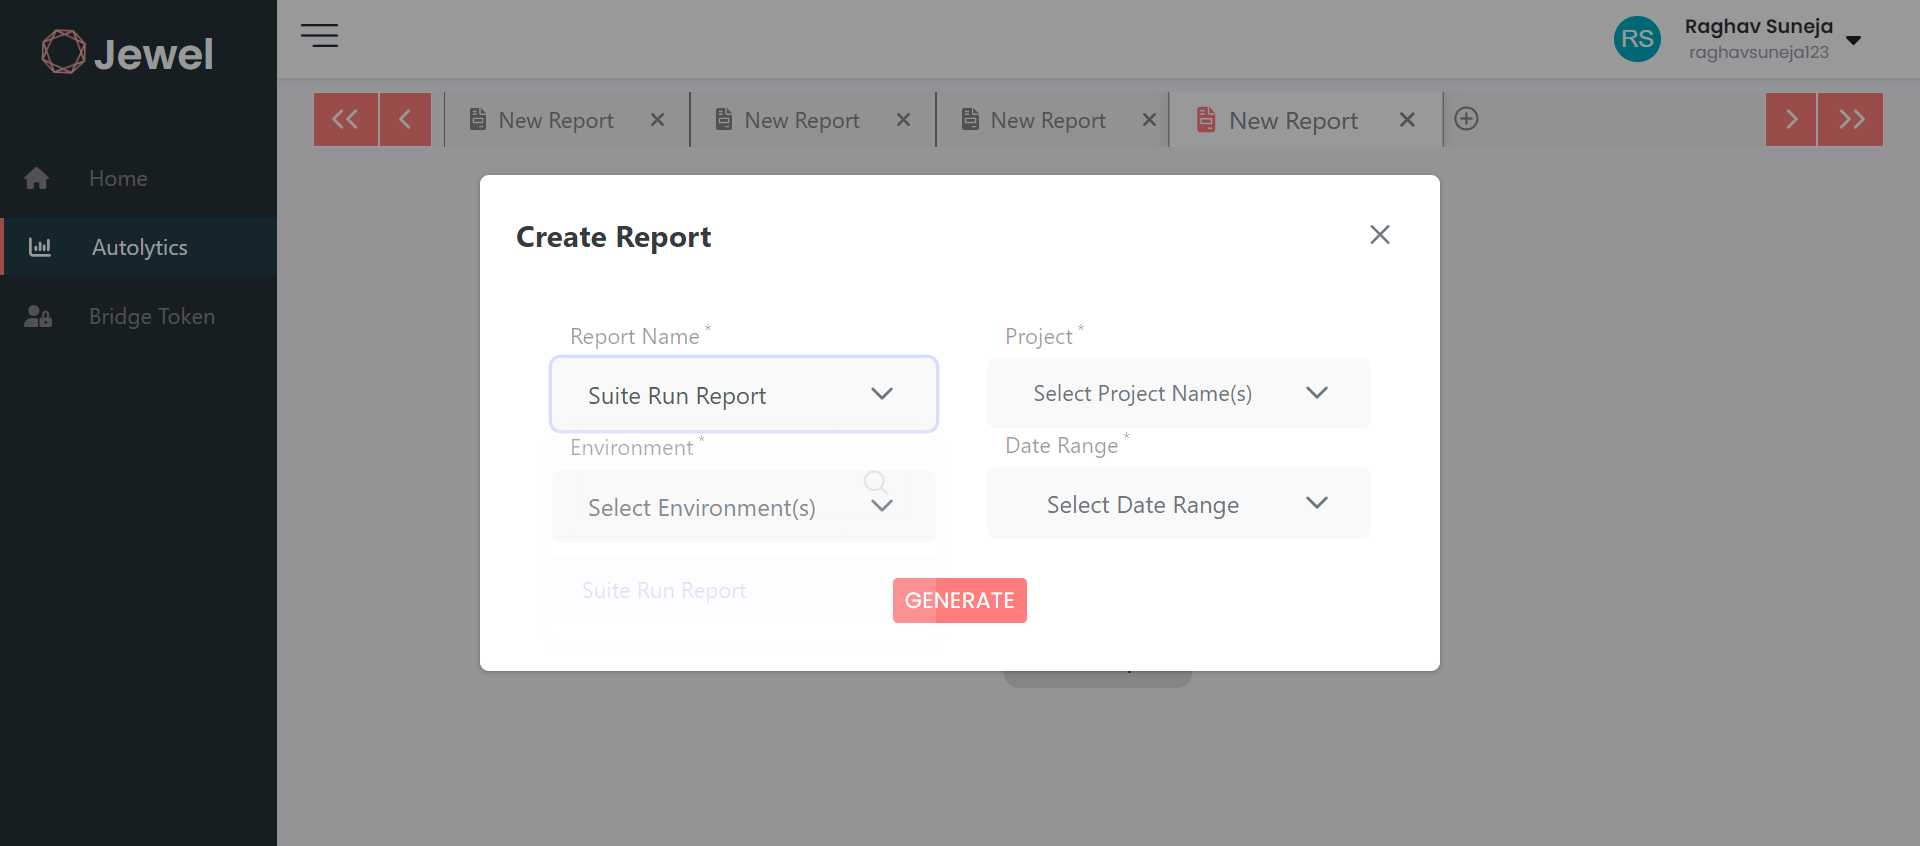 Jewel
RS
Raghav Suneja
raghavsuneja123
New Report
New Report
New Report
New Report
Home
Autolytics
Bridge Token
Create Report
Report Name *
Project *
Suite Run Report
Select Project Name(s)
Environment *
Date Range *
Select Environment(s)
Select Date Range
Suite Run Report
GENERATE